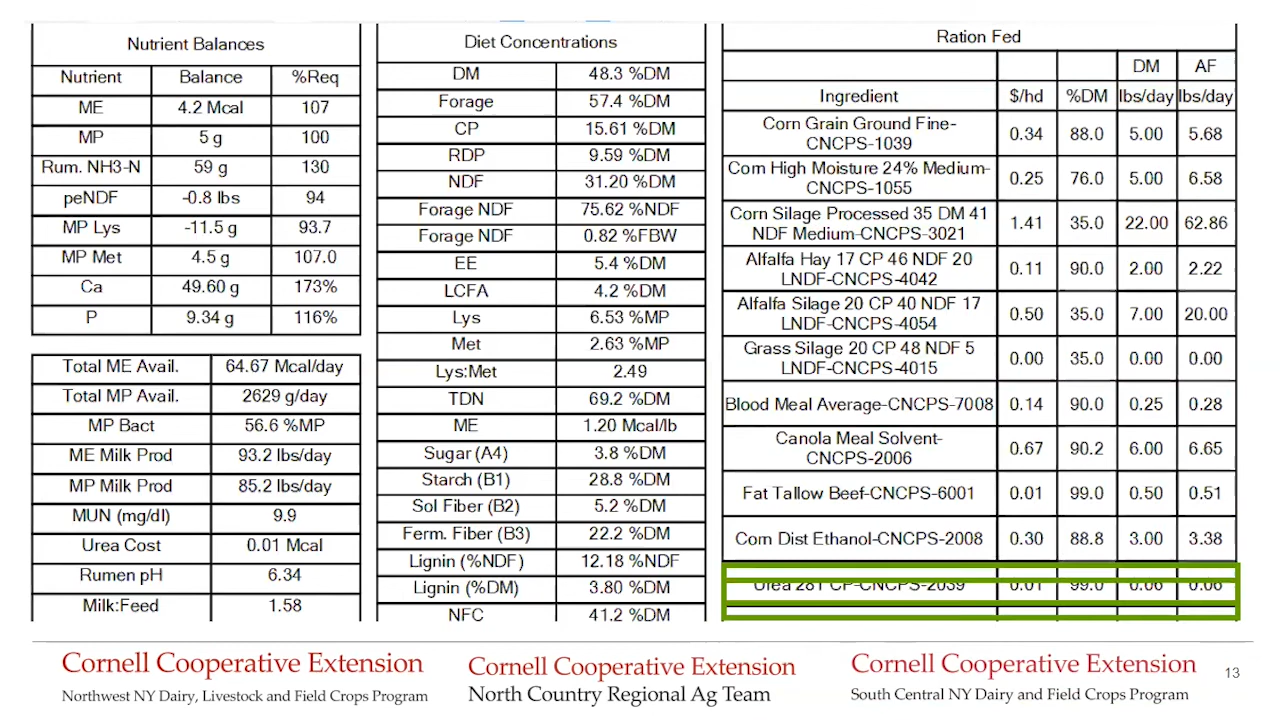 Nutrient Balances
Nutrient Balance %Req
ME 4.2 Mcal 107
MP 5 g 100
Rum. NH3-N 59 g 130
peNDF -0.8 lbs 94
MP Lys -11.5 g 93.7
MP Met 4.5 g 107.0
Ca 49.60 g 173%
P 9.34 g 116%
Total ME Avail. 64.67 Mcal/day
Total MP Avail. 2629 g/day
MP Bact 56.6 %MP
ME Milk Prod 93.2 lbs/day
MP Milk Prod 85.2 lbs/day
MUN (mg/dl) 9.9
Urea Cost 0.01 Mcal
Rumen pH 6.34
Milk:Feed 1.58
Diet Concentrations
DM 48.3 %DM
Forage 57.4 %DM
CP 15.61 %DM
RDP 9.59 %DM
NDF 31.20 %DM
Forage NDF 75.62 %NDF
Forage NDF 0.82 %FBW
EE 5.4 %DM
LCFA 4.2 %DM
Lys 6.53 %MP
Met 2.63 %MP
Lys:Met 2.49
TDN 69.2 %DM
ME 1.20 Mcal/lb
Sugar (A4) 3.8 %DM
Starch (B1) 28.8 %DM
Sol Fiber (B2) 5.2 %DM
Ferm. Fiber (B3) 22.2 %DM
Lignin (%NDF) 12.18 %NDF
Lignin (%DM) 3.80 %DM
NFC 41.2 %DM
Ration Fed
DM AF
Ingredient $/hd %DM lbs/day lbs/day
Corn Grain Ground Fine-
CNCPS-1039 0.34 88.0 5.00 5.68
Corn High Moisture 24% Medium-
CNCPS-1055 0.25 76.0 5.00 6.58
Corn Silage Processed 35 DM 41
NDF Medium-CNCPS-3021 1.41 35.0 22.00 62.86
Alfalfa Hay 17 CP 46 NDF 20
LNDF-CNCPS-4042 0.11 90.0 2.00 2.22
Alfalfa Silage 20 CP 40 NDF 17
LNDF-CNCPS-4054 0.50 35.0 7.00 20.00
Grass Silage 20 CP 48 NDF 5
LNDF-CNCPS-4015 0.00 35.0 0.00 0.00
Blood Meal Average-CNCPS-7008 0.14 90.0 0.25 0.28
Canola Meal Solvent-
CNCPS-2006 0.67 90.2 6.00 6.65
Fat Tallow Beef-CNCPS-6001 0.01 99.0 0.50 0.51
Corn Dist Ethanol-CNCPS-2008 0.30 88.8 3.00 3.38
Urea 281 CP-CNCPS-2039 0.01 99.0 0.06 0.06
Cornell Cooperative Extension
Northwest NY Dairy, Livestock and Field Crops Program
Cornell Cooperative Extension
North Country Regional Ag Team
Cornell Cooperative Extension
South Central NY Dairy and Field Crops Program
13